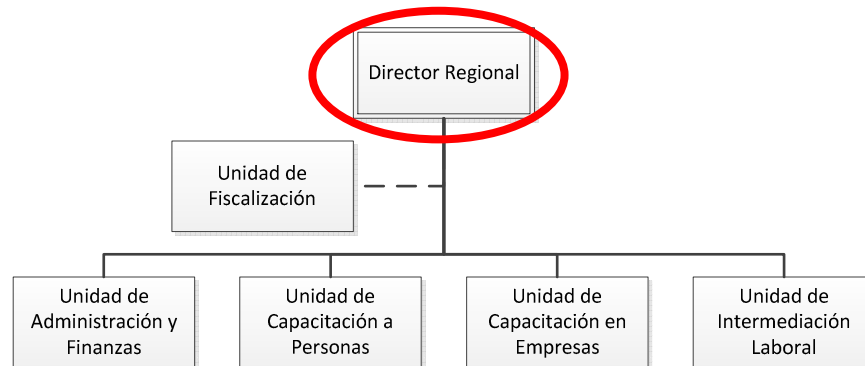 Director Regional
Unidad de
Fiscalización
Unidad de
Administración y
Finanzas
Unidad de
Capacitación a
Personas
Unidad de
Capacitación en
Empresas
Unidad de
Intermediación
Laboral